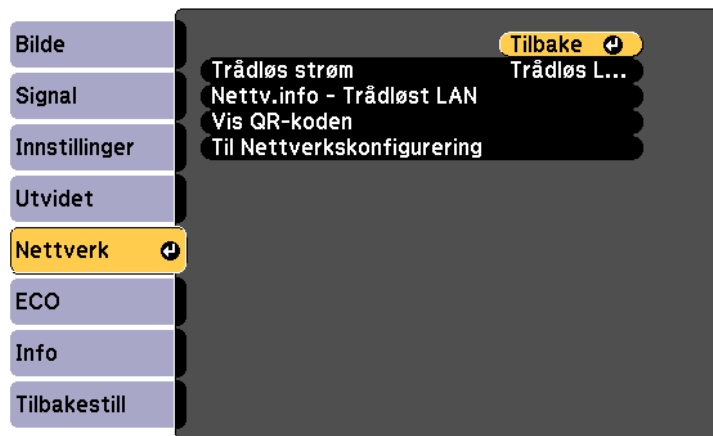 Bilde
Signal
Innstillinger
Utvidet
Nettverk
ECO
Info
Tilbakestill
Tilbake
Trådløs strøm Trådløs L...
Nettv.info - Trådløst LAN
Vis QR-koden
Til Nettverkskonfigurering